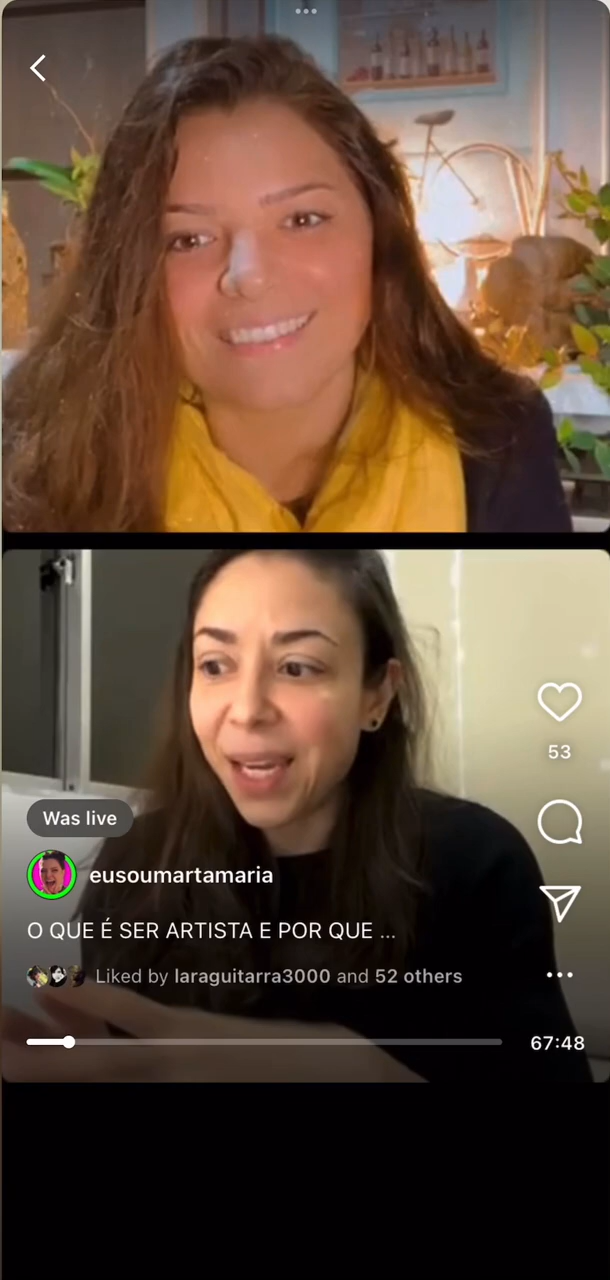 53
Was live
eusoumartamaria
O QUE É SER ARTISTA E POR QUE ...
Liked by laraguitarra3000 and 52 others
67:48